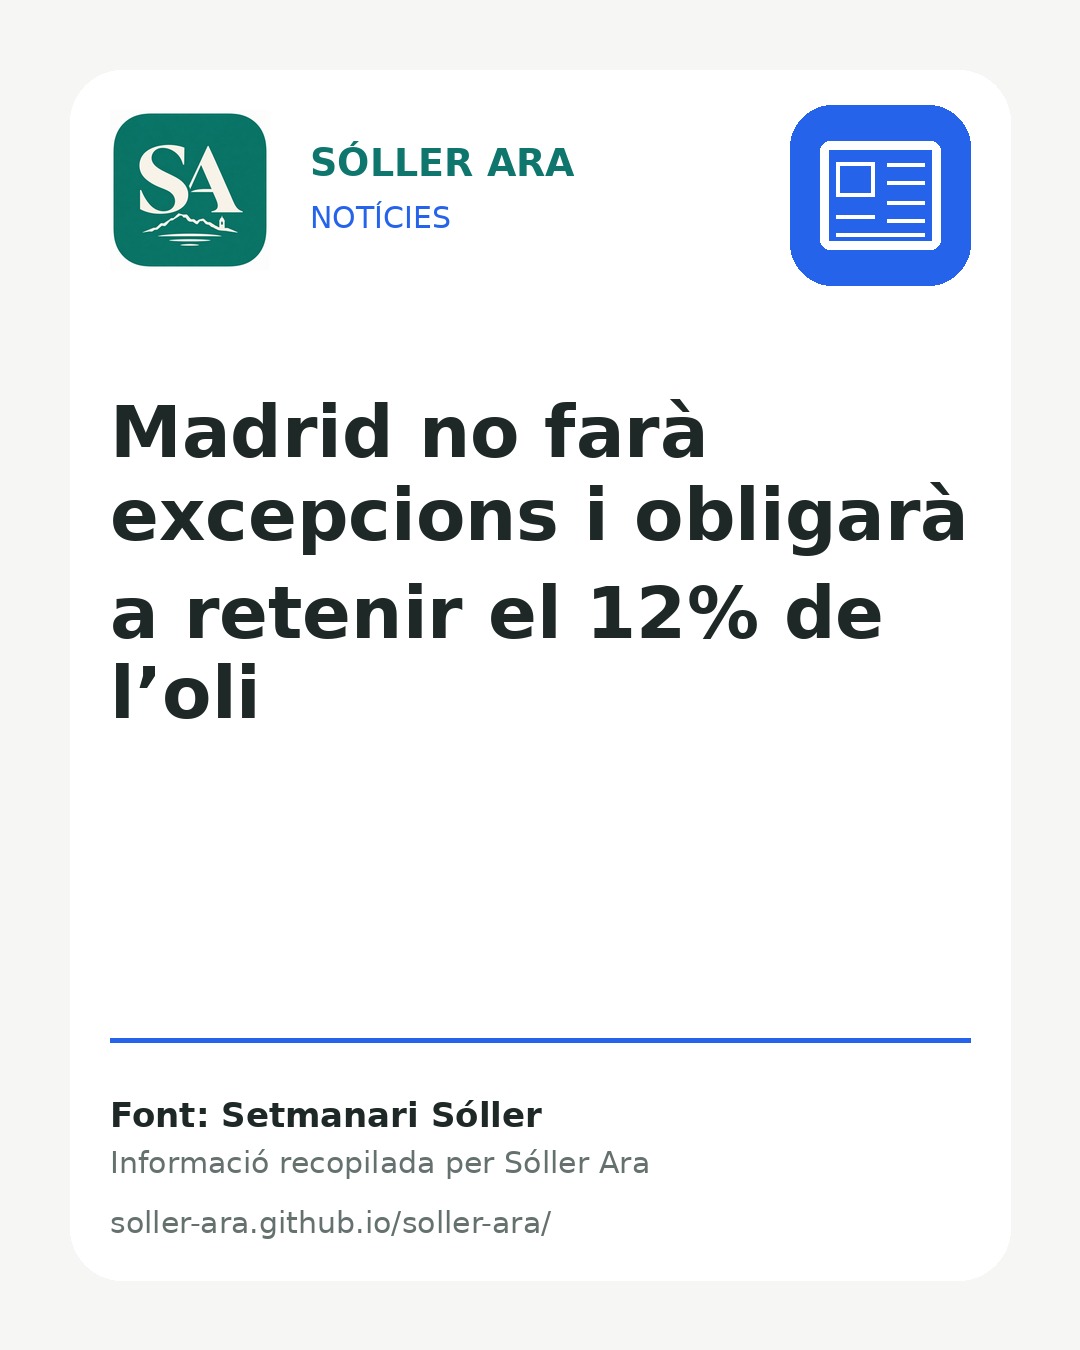 SA
SÓLLER ARA
NOTÍCIES
Madrid no farà
excepcions i obligarà
a retenir el 12% de
l’oli
Font: Setmanari Sóller
Informació recopilada per Sóller Ara
soller-ara.github.io/soller-ara/